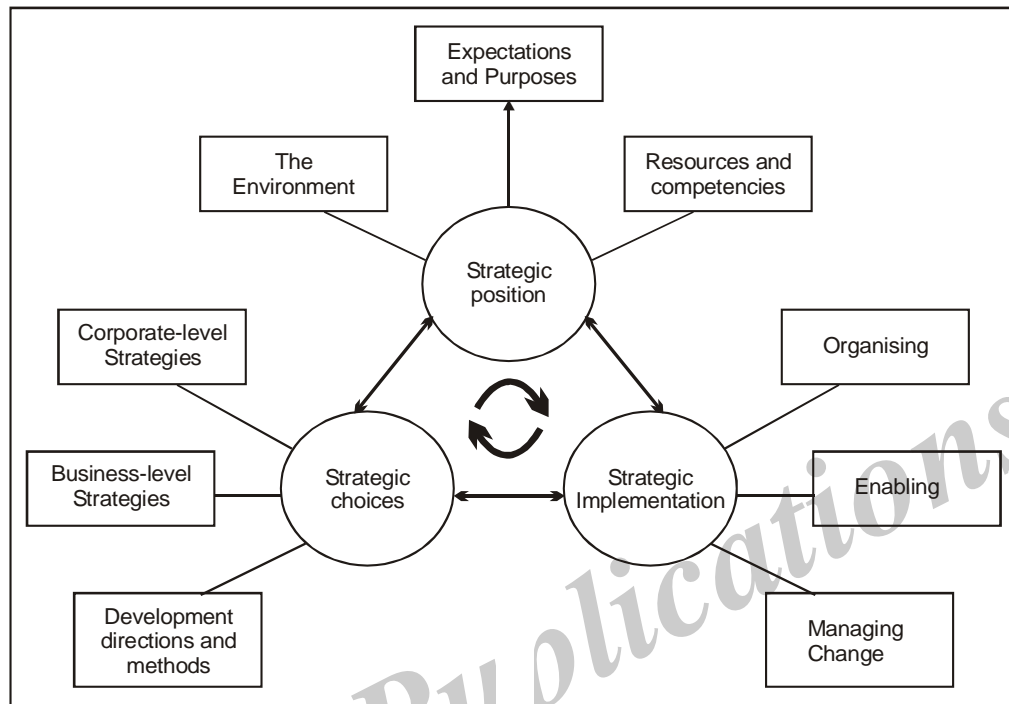 Expectations
and Purposes
The
Environment
Resources and
competencies
Strategic
position
Corporate-level
Strategies
Organising
Business-level
Strategies
Strategic
choices
Strategic
Implementation
Enabling
Development
directions and
methods
Managing
Change
Publications